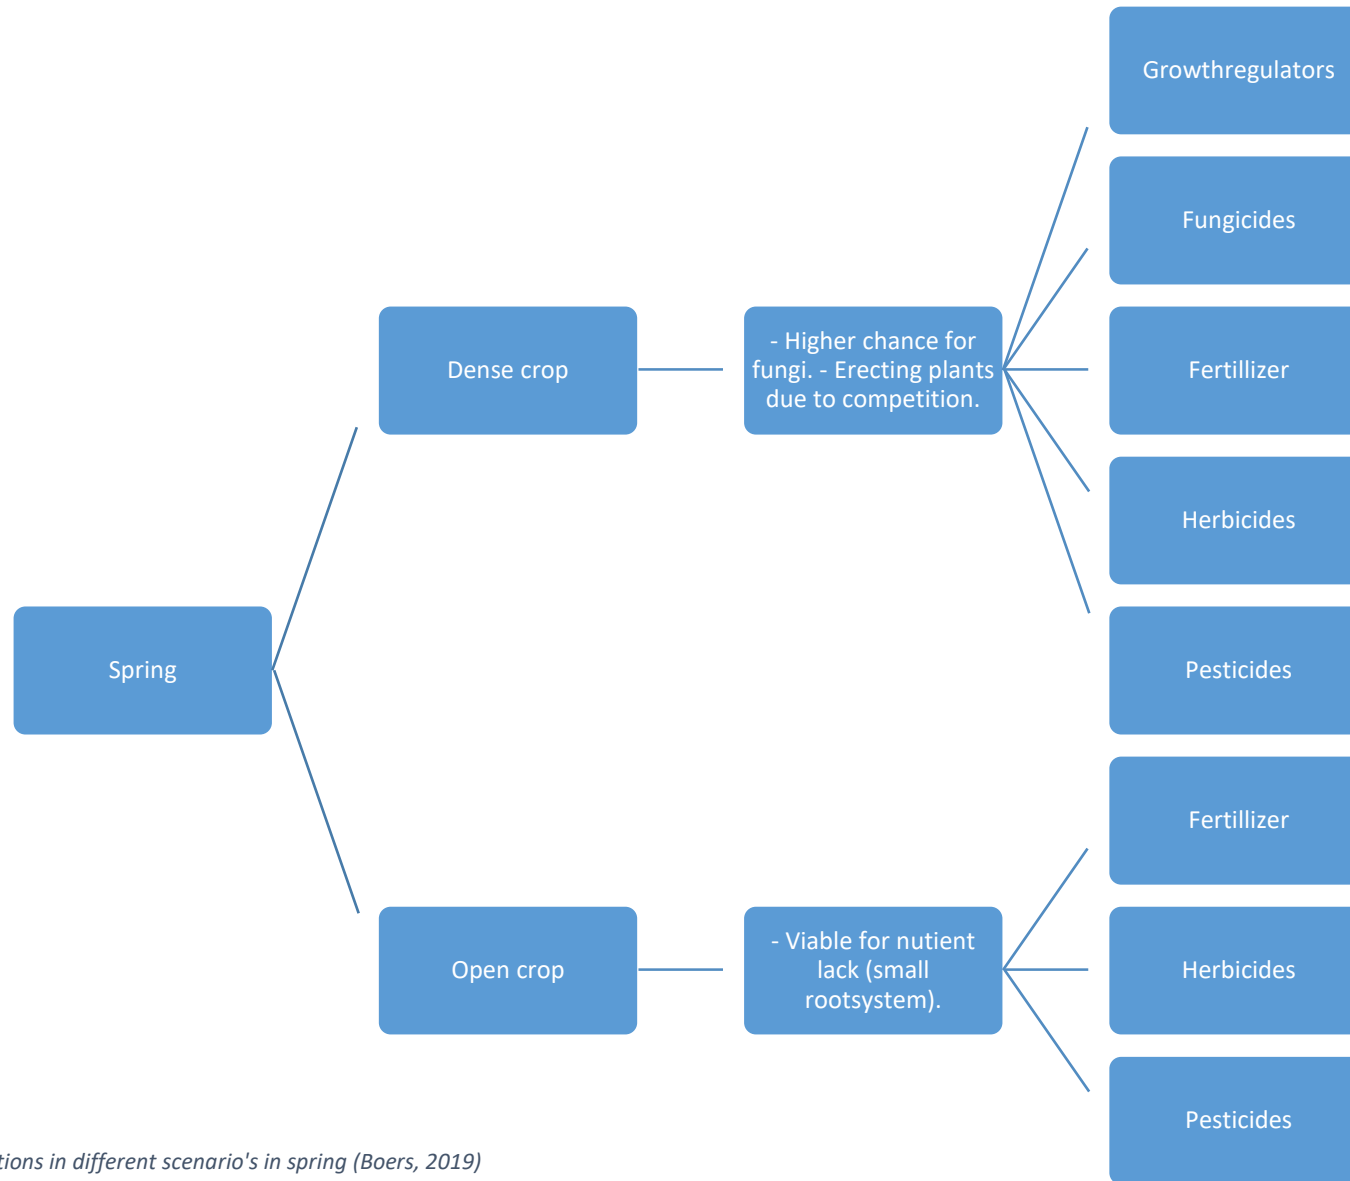 Growthregulators
Fungicides
Dense crop
- Higher chance for
fungi. - Erecting plants
due to competition.
Fertillizer
Herbicides
Spring
Pesticides
Fertillizer
Open crop
- Viable for nutient
lack (small
rootsystem).
Herbicides
Pesticides
in different scenario's in spring (Boers, 2019)